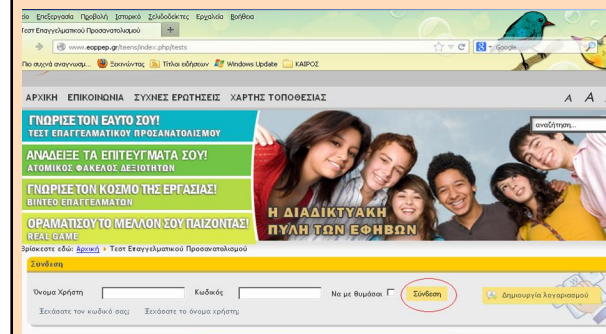 είο Επεξεργασία Προβολή Ιστορικό Σελιδοδείκτες Εργαλεία Βοήθεια
Τεστ Επαγγελματικού Προσανατολισμού +
www.eoppep.gr/teens/index.php/tests
Google
Πιο συχνά αναγνωσμ... Ξεκινώντας Τίτλοι ειδήσεων Windows Update ΚΑΙΡΟΣ
ΑΡΧΙΚΗ ΕΠΙΚΟΙΝΩΝΙΑ ΣΥΧΝΕΣ ΕΡΩΤΗΣΕΙΣ ΧΑΡΤΗΣ ΤΟΠΟΘΕΣΙΑΣ A A
αναζήτηση...
ΓΝΩΡΙΣΕ ΤΟΝ ΕΑΥΤΟ ΣΟΥ!
ΤΕΣΤ ΕΠΑΓΓΕΛΜΑΤΙΚΟΥ ΠΡΟΣΑΝΑΤΟΛΙΣΜΟΥ
ΑΝΑΔΕΙΞΕ ΤΑ ΕΠΙΤΕΥΓΜΑΤΑ ΣΟΥ!
ΑΤΟΜΙΚΟΣ ΦΑΚΕΛΟΣ ΔΕΞΙΟΤΗΤΩΝ
ΓΝΩΡΙΣΕ ΤΟΝ ΚΟΣΜΟ ΤΗΣ ΕΡΓΑΣΙΑΣ!
ΒΙΝΤΕΟ ΕΠΑΓΓΕΛΜΑΤΩΝ
ΟΡΑΜΑΤΙΣΟΥ ΤΟ ΜΕΛΛΟΝ ΣΟΥ ΠΑΙΖΟΝΤΑΣ!
REAL GAME
Η ΔΙΑΔΙΚΤΥΑΚΗ
ΠΥΛΗ ΤΩΝ ΕΦΗΒΩΝ
Βρίσκεστε εδώ: Αρχική Τεστ Επαγγελματικού Προσανατολισμού
Σύνδεση
Όνομα Χρήστη Κωδικός Να με θυμάσαι Σύνδεση Δημιουργία λογαριασμού
Ξεχάσατε τον κωδικό σας; Ξεχάσατε το όνομα χρήστη;